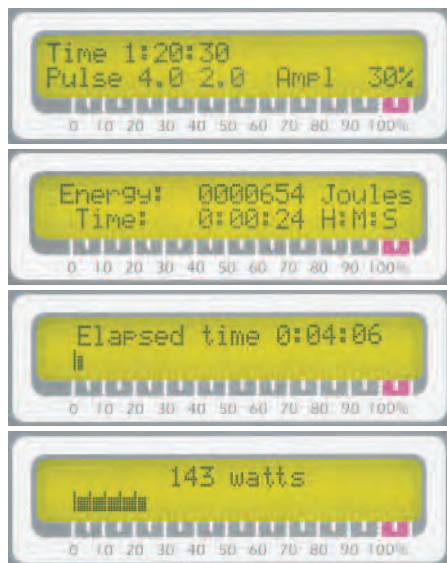 Time 1:20:30
Pulse 4.0 2.0 Ampl 30%
0 10 20 30 40 50 60 70 80 90 100%
Energy: 0000654 Joules
Time: 0:00:24 H:M:S
0 10 20 30 40 50 60 70 80 90 100%
Elapsed time 0:04:06
0 10 20 30 40 50 60 70 80 90 100%
143 watts
0 10 20 30 40 50 60 70 80 90 100%